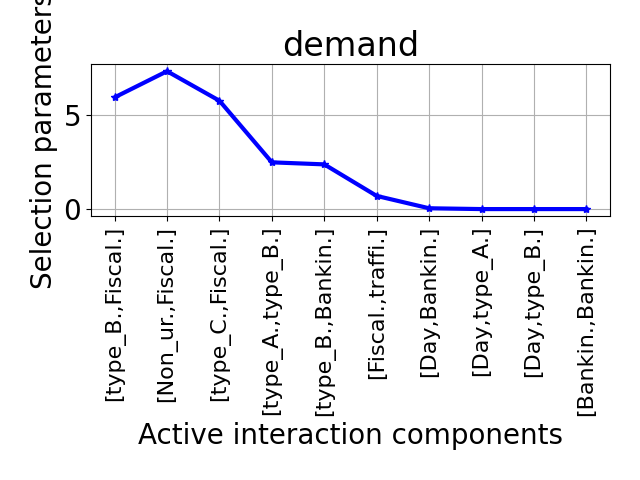 demand
Selection parameters
5
0
[type_B.,Fiscal.]
[Non_ur.,Fiscal.]
[type_C.,Fiscal.]
[type_A.,type_B.]
[type_B.,Bankin.]
[Fiscal.,traffi.]
[Day,Bankin.]
[Day,type_A.]
[Day,type_B.]
[Bankin.,Bankin.]
Active interaction components